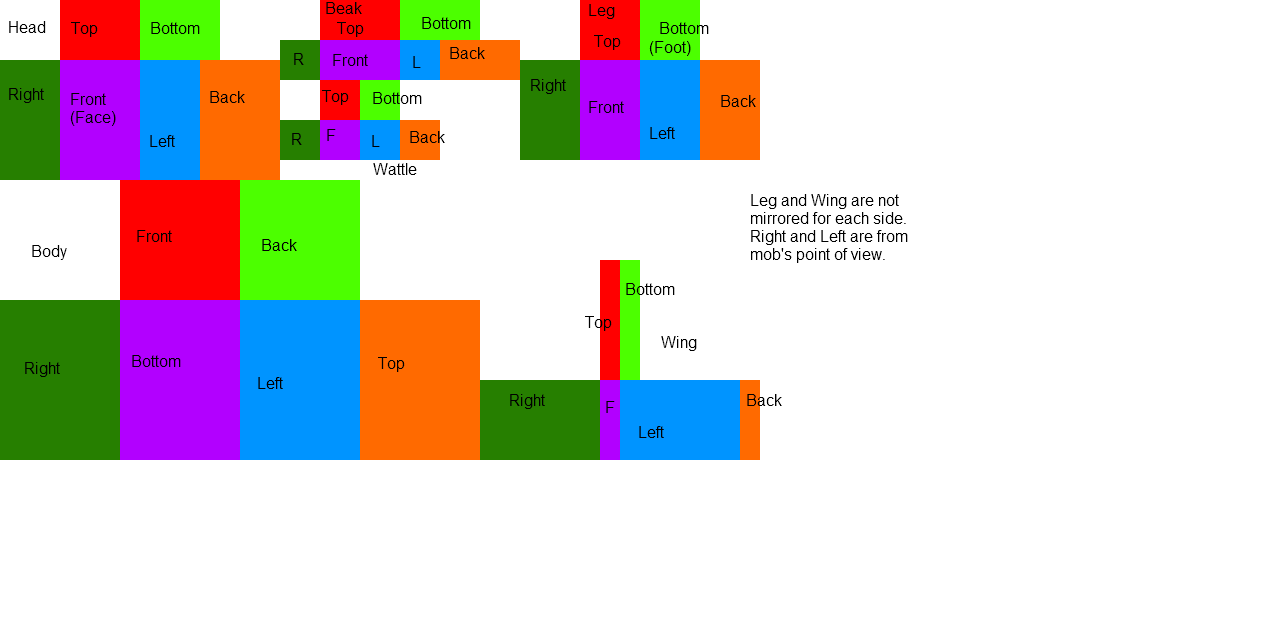 Head
Top
Bottom
Right
Front
(Face)
Left
Back
Beak
Top
Bottom
R
Front
L
Back
Top
Bottom
R
F
L
Back
Wattle
Leg
Top
Bottom
(Foot)
Right
Front
Left
Back
Body
Front
Back
Right
Bottom
Left
Top
Leg and Wing are not
mirrored for each side.
Right and Left are from
mob's point of view.
Top
Bottom
Wing
Right
F
Left
Back